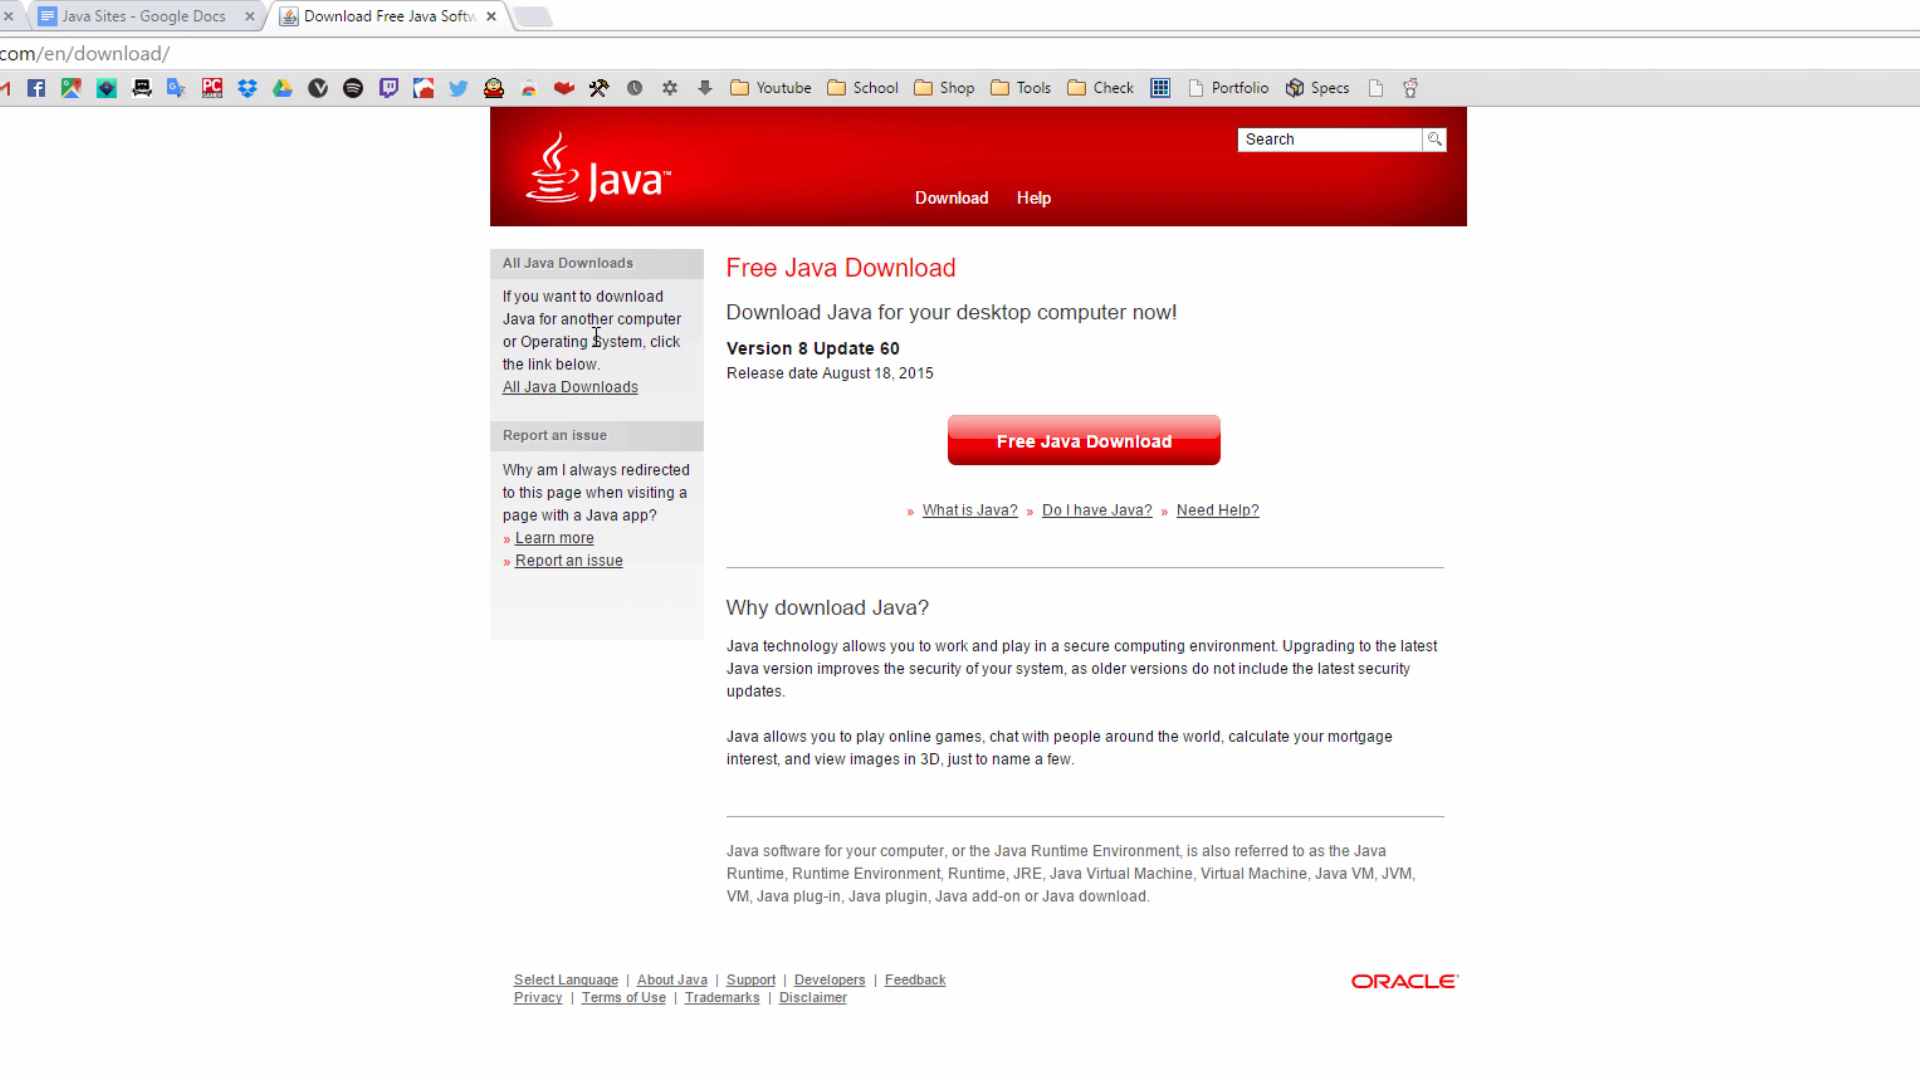 Java Sites - Google Docs
Download Free Java Softw
com/en/download/
Youtube School Shop Tools Check Portfolio Specs
Java™
Search
Download Help
All Java Downloads
If you want to download
Java for another computer
or Operating System, click
the link below.
All Java Downloads
Report an issue
Why am I always redirected
to this page when visiting a
page with a Java app?
» Learn more
» Report an issue
Free Java Download
Download Java for your desktop computer now!
Version 8 Update 60
Release date August 18, 2015
Free Java Download
» What is Java? » Do I have Java? » Need Help?
Why download Java?
Java technology allows you to work and play in a secure computing environment. Upgrading to the latest
Java version improves the security of your system, as older versions do not include the latest security
updates.
Java allows you to play online games, chat with people around the world, calculate your mortgage
interest, and view images in 3D, just to name a few.
Java software for your computer, or the Java Runtime Environment, is also referred to as the Java
Runtime, Runtime Environment, Runtime, JRE, Java Virtual Machine, Virtual Machine, Java VM, JVM,
VM, Java plug-in, Java plugin, Java add-on or Java download.
Select Language | About Java | Support | Developers | Feedback
Privacy | Terms of Use | Trademarks | Disclaimer
ORACLE